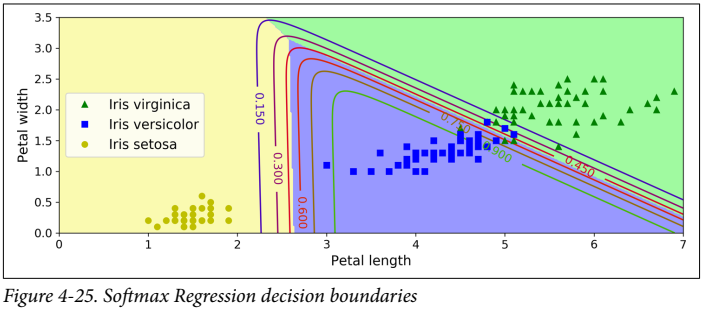 3.5
3.0
2.5
2.0
1.5
1.0
0.5
0.0
Petal width
Iris virginica
Iris versicolor
Iris setosa
0.150
0.300
0.600
0.750
0.900
0.450
0 1 2 3 4 5 6 7
Petal length
Figure 4-25. Softmax Regression decision boundaries